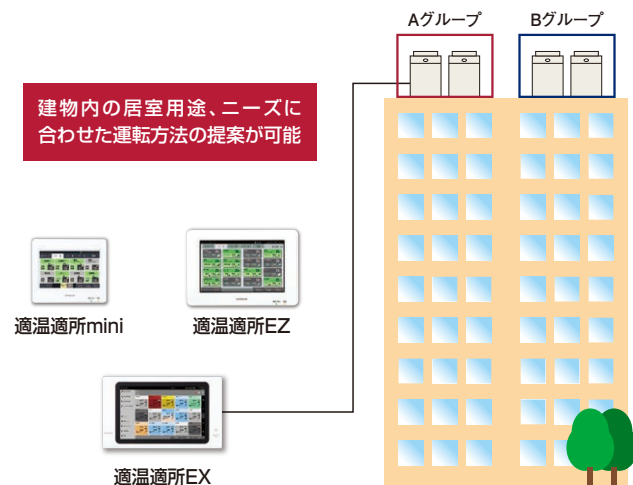 Aグループ
Bグループ
建物内の居室用途、ニーズに
合わせた運転方法の提案が可能
適温適所mini
適温適所EZ
適温適所EX